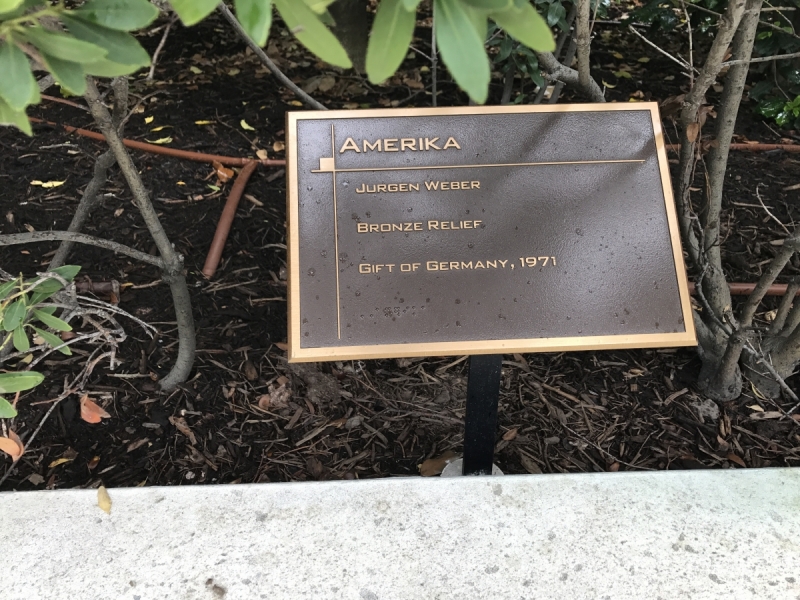 AMERIKA
JURGEN WEBER
BRONZE RELIEF
GIFT OF GERMANY, 1971